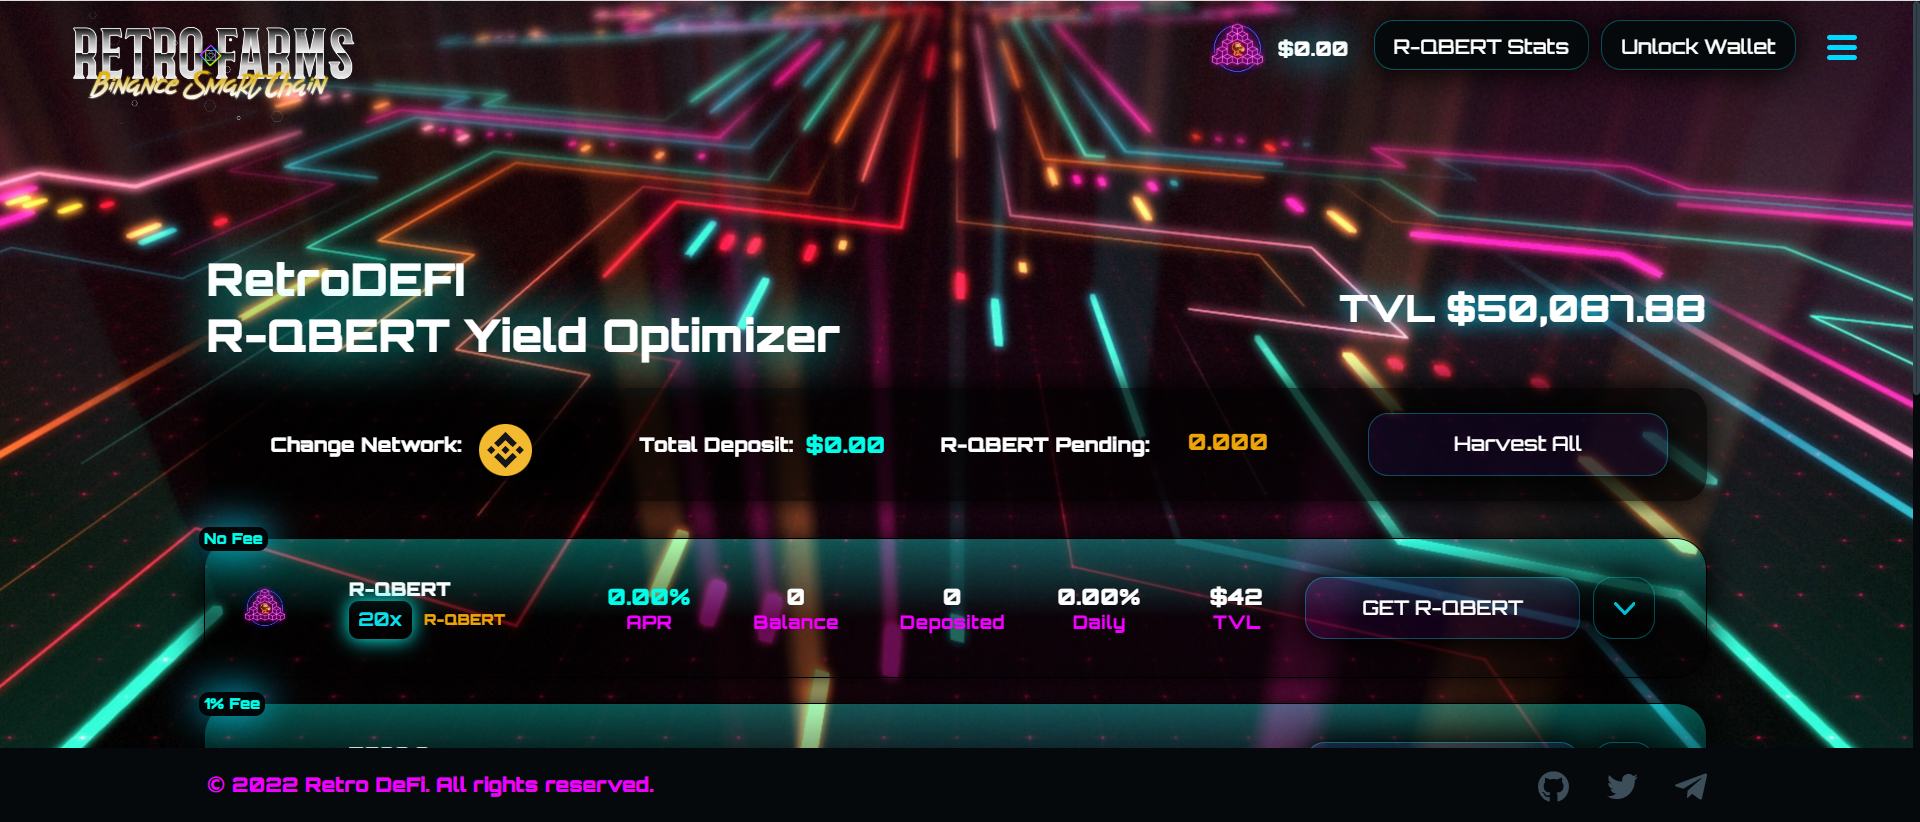 RETRO FARMS
Binance Smart Chain
$0.00
R-QBERT Stats
Unlock Wallet
RetroDEFI
R-QBERT Yield Optimizer
TVL $50,087.88
Change Network:
Total Deposit: $0.00
R-QBERT Pending: 0.000
Harvest All
No Fee
R-QBERT
20x R-QBERT
0.00%
APR
0
Balance
0
Deposited
0.00%
Daily
$42
TVL
GET R-QBERT
1% Fee
© 2022 Retro DeFi. All rights reserved.